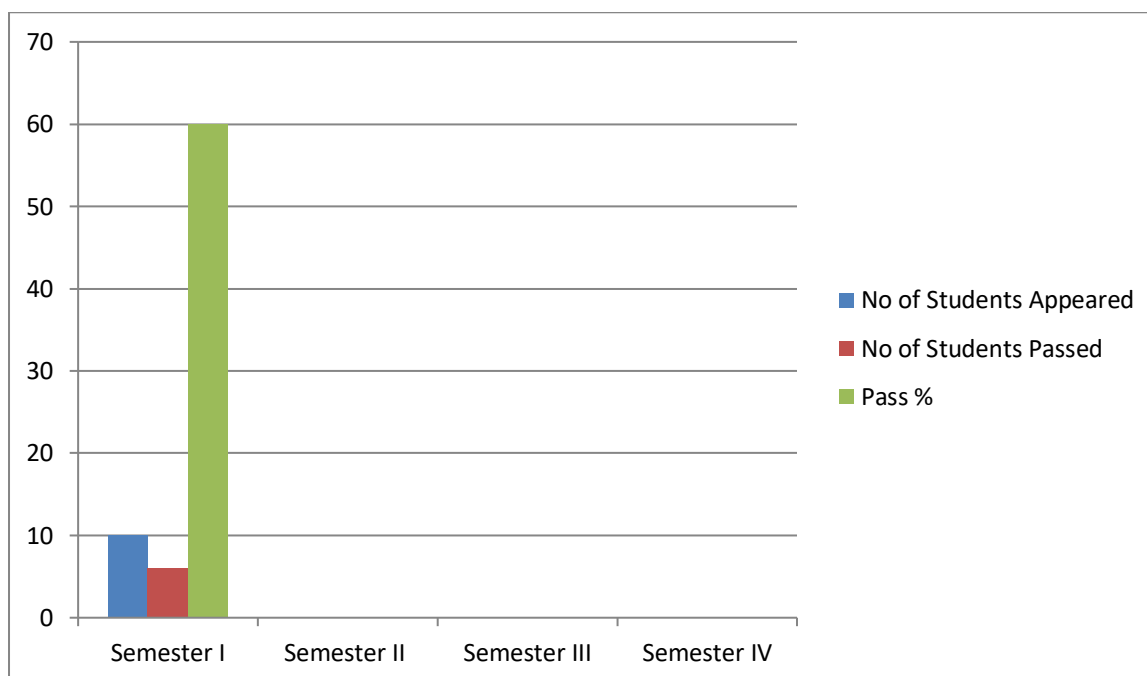 70
60
50
40
30
20
10
0
Semester I
Semester II
Semester III
Semester IV
No of Students Appeared
No of Students Passed
Pass %